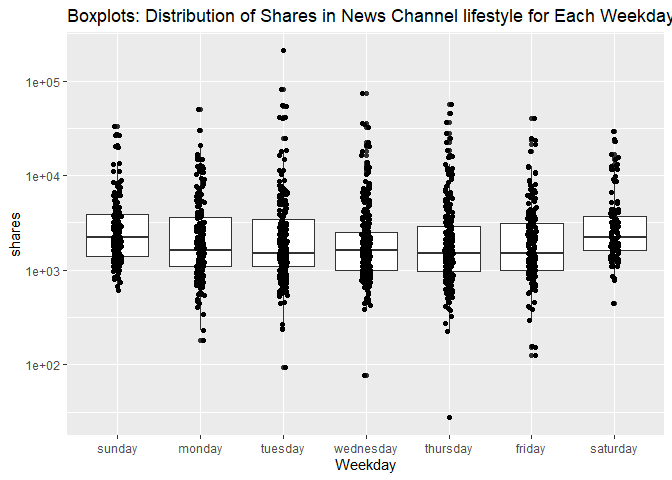 Boxplots: Distribution of Shares in News Channel lifestyle for Each Weekday
1e+05
1e+04
1e+03
1e+02
shares
sunday monday tuesday wednesday thursday friday saturday
Weekday